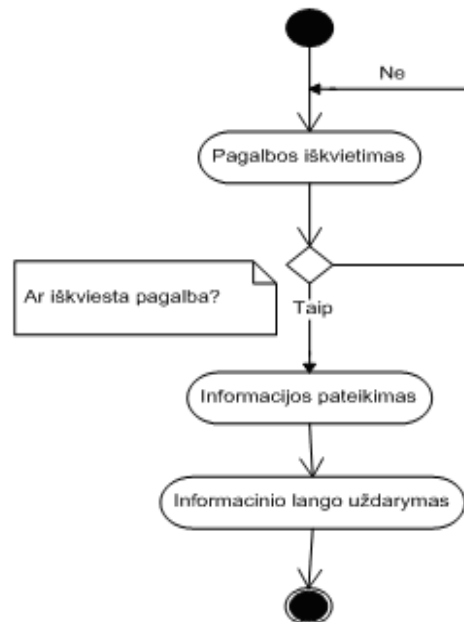 Ne
Pagalbos iškvietimas
Ar iškviesta pagalba?
Taip
Informacijos pateikimas
Informacinio lango uždarymas